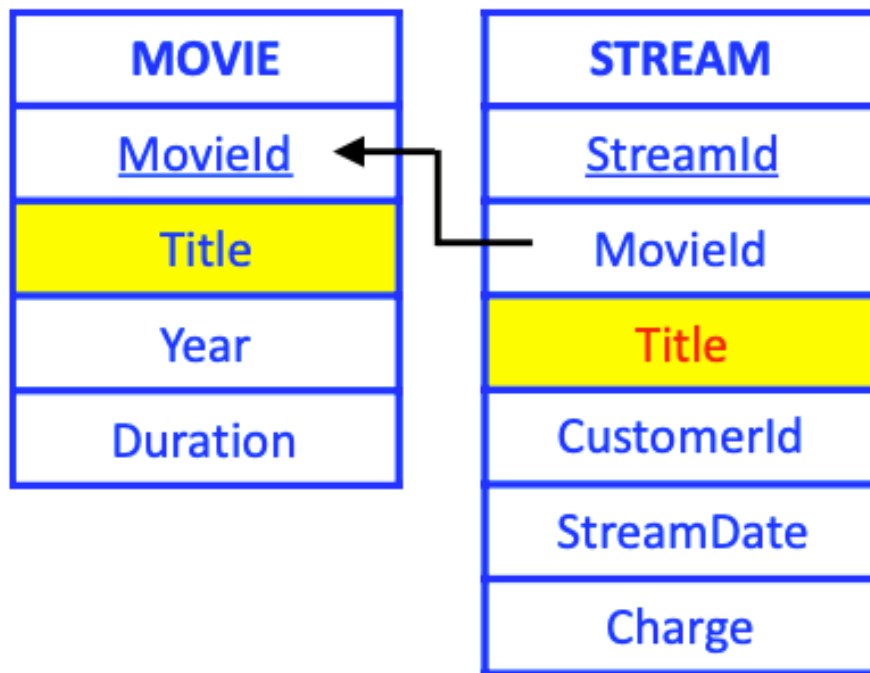 MOVIE
MovieId
Title
Year
Duration
STREAM
StreamId
MovieId
Title
CustomerId
StreamDate
Charge